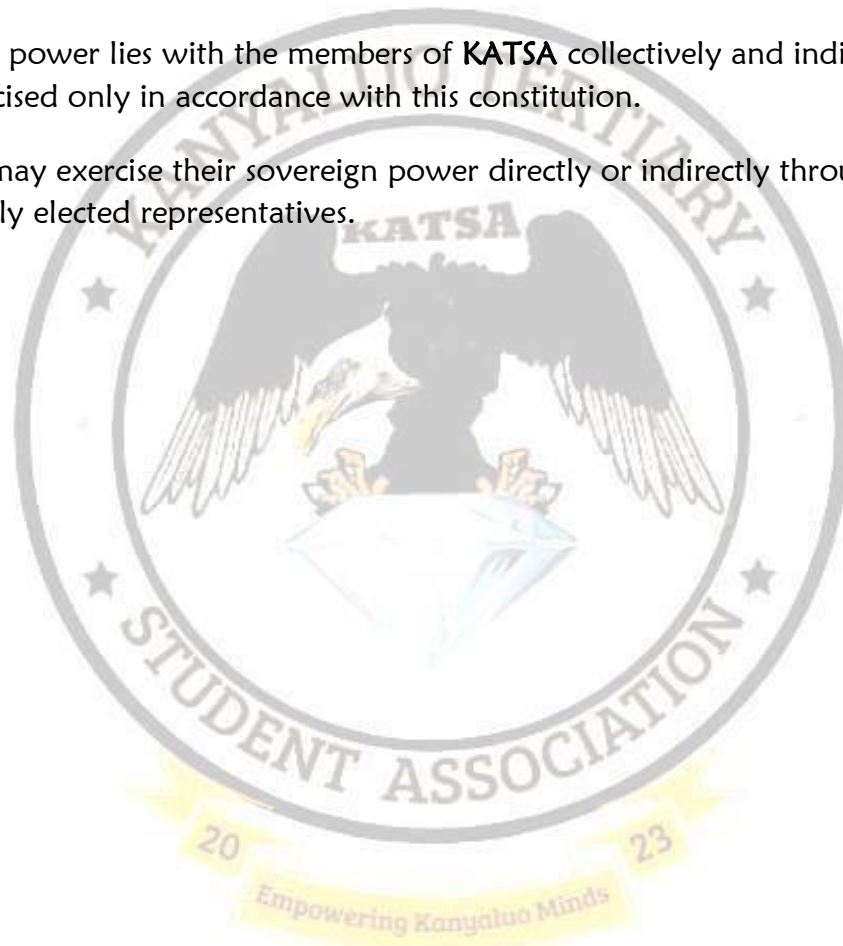 power lies with the members of KATSA collectively and indi
cised only in accordance with this constitution.
may exercise their sovereign power directly or indirectly throu
ly elected representatives.
KANYALUO TERTIARY
KATSA
STUDENT ASSOCIATION
20 23
Empowering Kanyaluo Minds